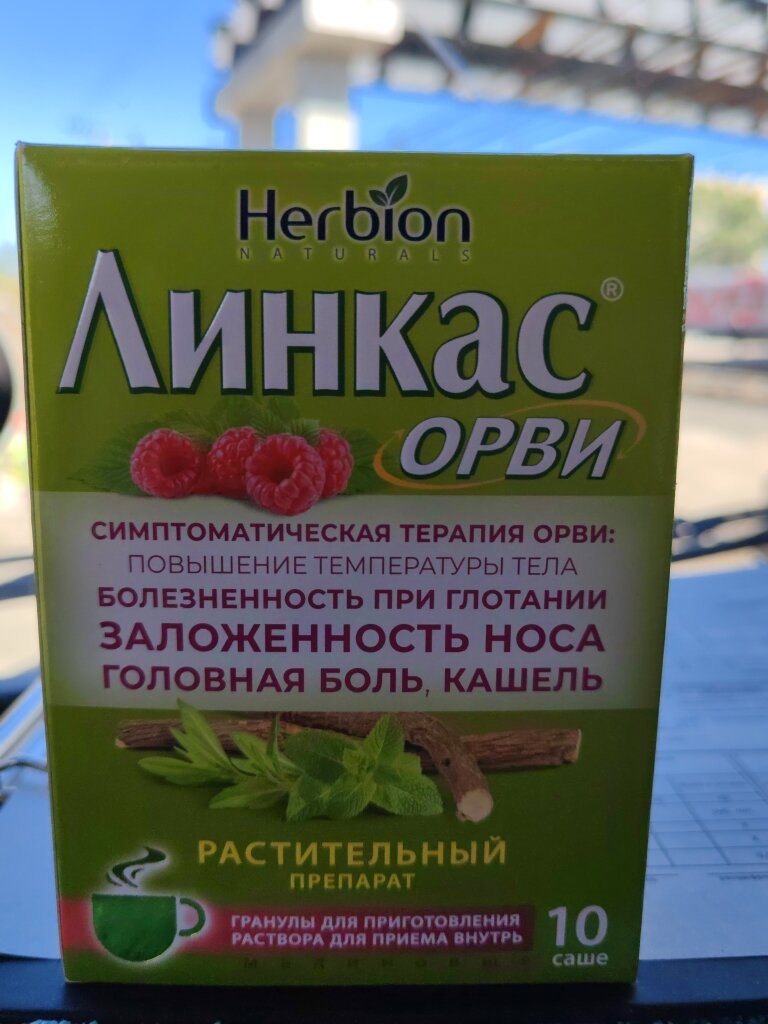 Herbion
NATURALS
Линкас®
ОРВИ
СИМПТОМАТИЧЕСКАЯ ТЕРАПИЯ ОРВИ:
ПОВЫШЕНИЕ ТЕМПЕРАТУРЫ ТЕЛА
БОЛЕЗНЕННОСТЬ ПРИ ГЛОТАНИИ
ЗАЛОЖЕННОСТЬ НОСА
ГОЛОВНАЯ БОЛЬ, КАШЕЛЬ
РАСТИТЕЛЬНЫЙ
ПРЕПАРАТ
ГРАНУЛЫ ДЛЯ ПРИГОТОВЛЕНИЯ
РАСТВОРА ДЛЯ ПРИЕМА ВНУТРЬ
10
саше